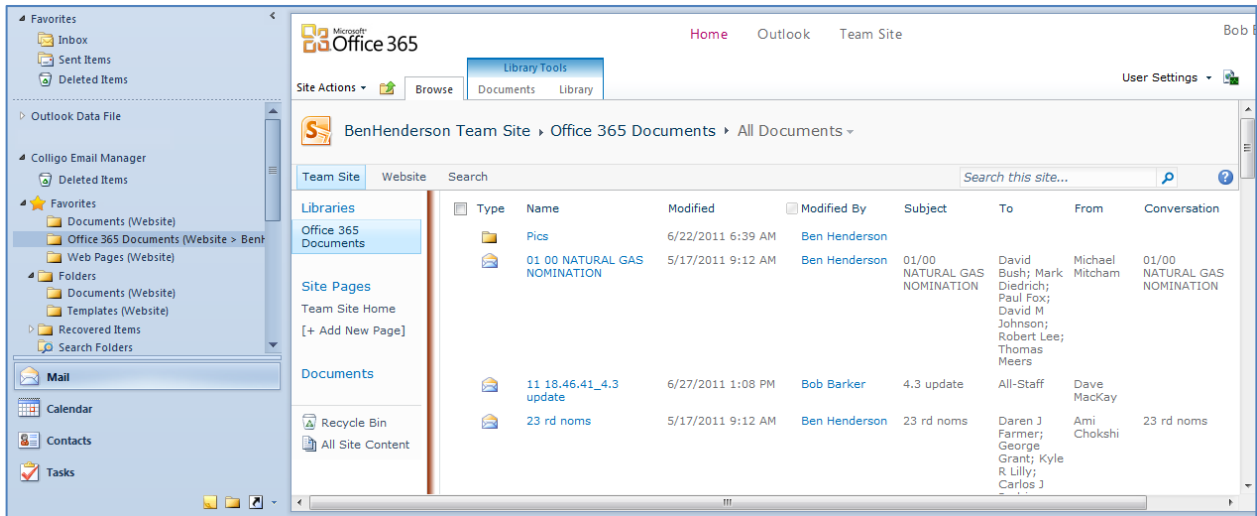 Favorites
Inbox
Sent Items
Deleted Items
Outlook Data File
Colligo Email Manager
Deleted Items
Favorites
Documents (Website)
Office 365 Documents (Website > BenH
Web Pages (Website)
Folders
Documents (Website)
Templates (Website)
Recovered Items
Search Folders
Mail
Calendar
Contacts
Tasks
Microsoft
Office 365
Home Outlook Team Site
Bob
Library Tools
Site Actions Browse Documents Library
User Settings
BenHenderson Team Site Office 365 Documents All Documents
Team Site Website Search
Search this site...
Libraries
Office 365
Documents
Site Pages
Team Site Home
[+ Add New Page]
Documents
Recycle Bin
All Site Content
Type Name Modified Modified By Subject To From Conversation
Pics 6/22/2011 6:39 AM Ben Henderson
01 00 NATURAL GAS 5/17/2011 9:12 AM Ben Henderson 01/00 David Michael 01/00
NOMINATION NATURAL GAS Bush; Mark Mitcham NATURAL GAS
NOMINATION Diedrich; NOMINATION
Paul Fox;
David M
Johnson;
Robert Lee;
Thomas
Meers
11 18.46.41_4.3 6/27/2011 1:08 PM Bob Barker 4.3 update All-Staff Dave
update MacKay
23 rd noms 5/17/2011 9:12 AM Ben Henderson 23 rd noms Daren J Ami 23 rd noms
Farmer; Chokshi
George
Grant; Kyle
R Lilly;
Carlos J